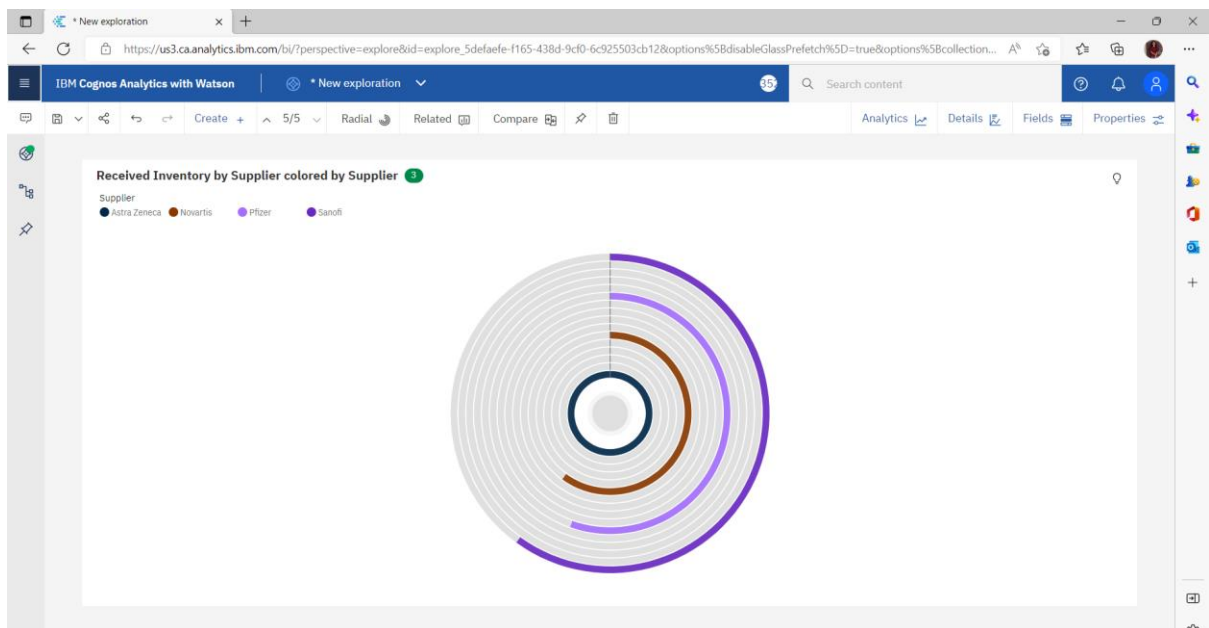 * New exploration
https://us3.ca.analytics.ibm.com/bi/?perspective=explore&id=explore_5defaefe-f165-438d-9cf0-6c925503cb12&options%5BdisableGlassPrefetch%5D=true&options%5Bcollection...
IBM Cognos Analytics with Watson * New exploration Search content
Create + 5/5 Radial Related Compare Analytics Details Fields Properties
Received Inventory by Supplier colored by Supplier 3
Supplier
Astra Zeneca Novartis Pfizer Sanofi